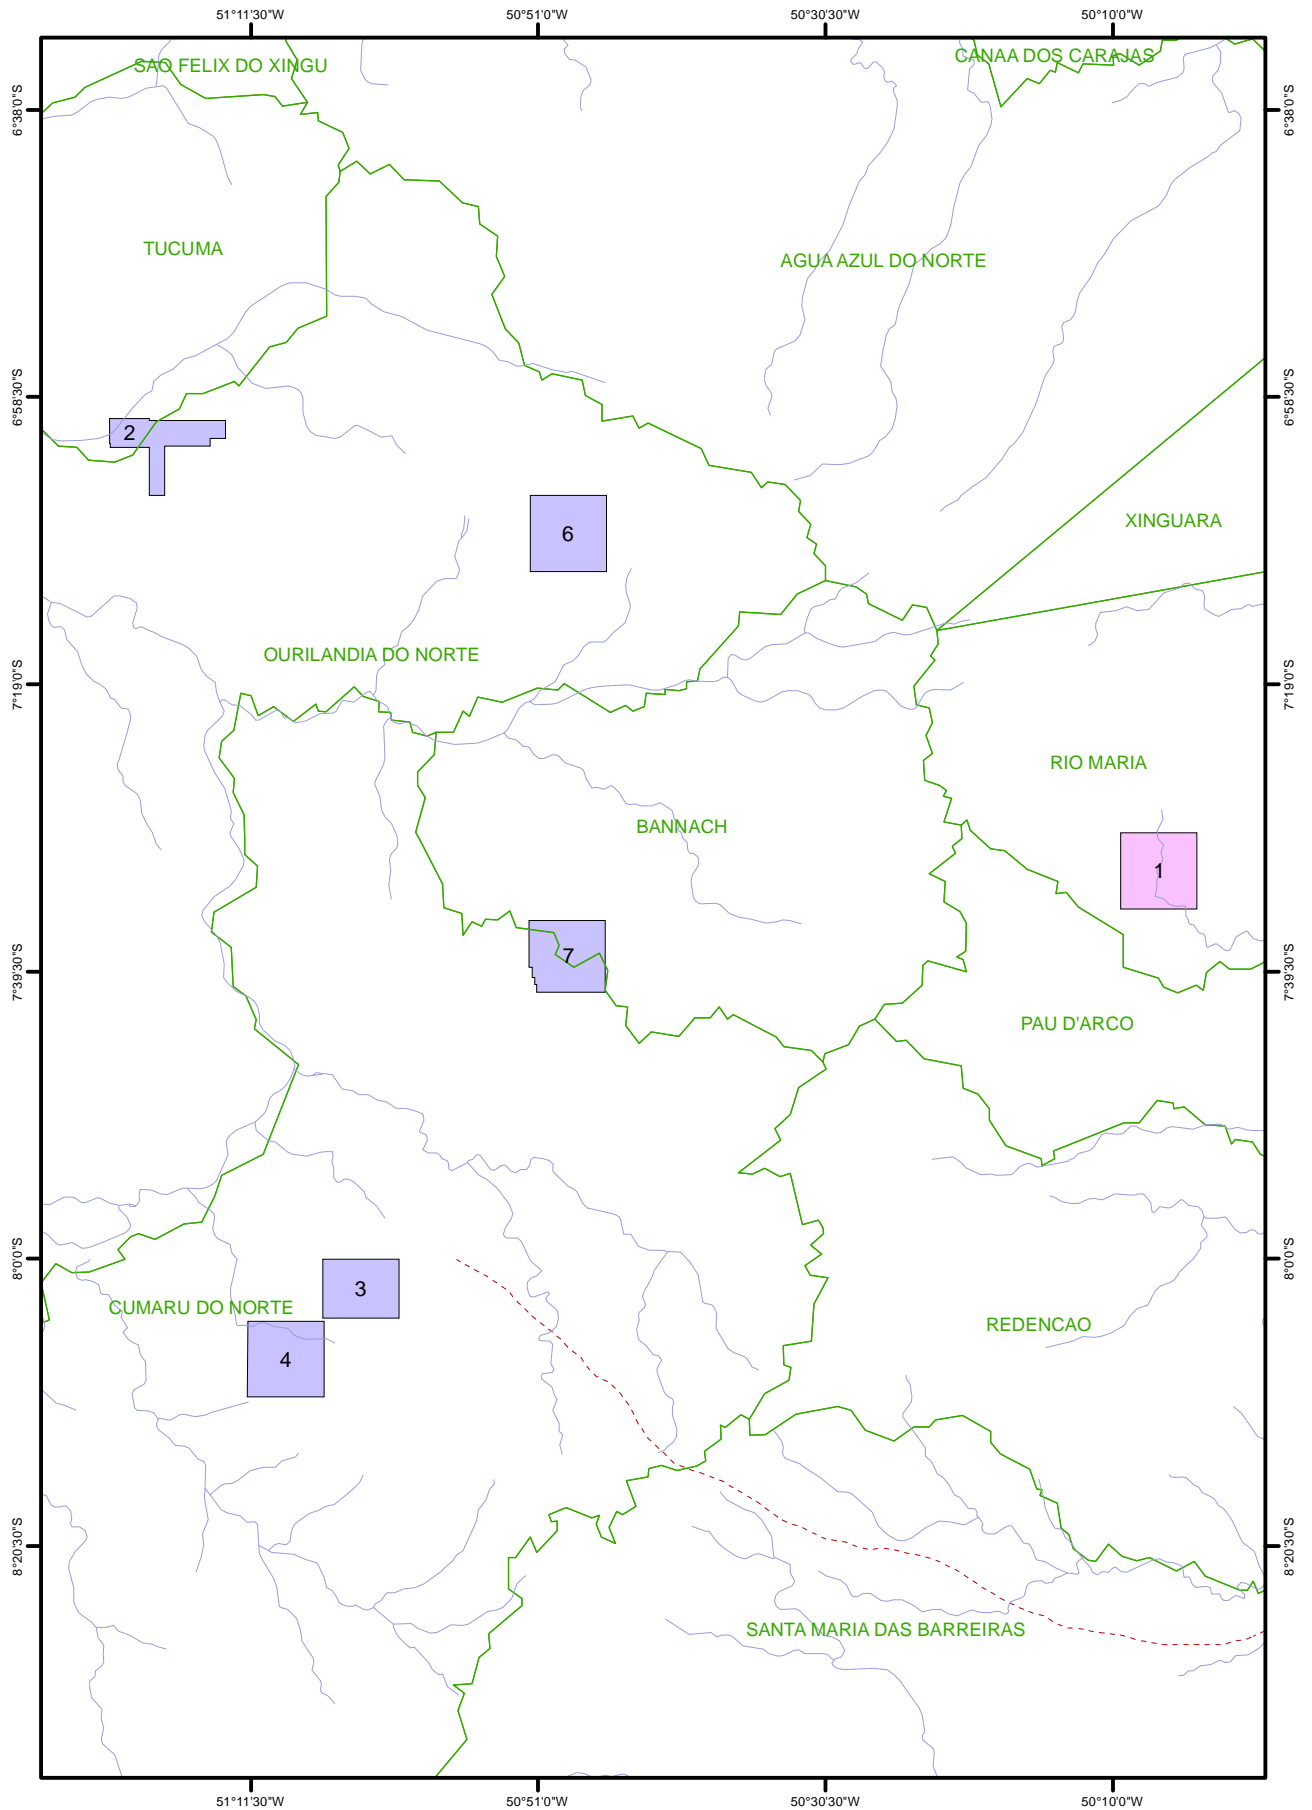 51°11'30"W
50°51'0"W
50°30'30"W
50°10'0"W
SAO FELIX DO XINGU
CANAA DOS CARAJAS
6°38'0"S
6°38'0"S
TUCUMA
AGUA AZUL DO NORTE
6°58'30"S
6°58'30"S
2
6
XINGUARA
OURILANDIA DO NORTE
7°19'0"S
7°19'0"S
RIO MARIA
BANNACH
1
7
7°39'30"S
7°39'30"S
PAU D'ARCO
8°0'0"S
8°0'0"S
3
CUMARU DO NORTE
REDENCAO
4
8°20'30"S
8°20'30"S
SANTA MARIA DAS BARREIRAS
51°11'30"W
50°51'0"W
50°30'30"W
50°10'0"W